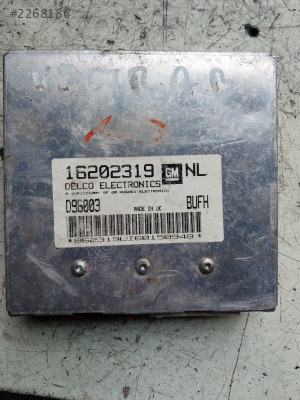 #2268186
16202319 GM NL
DELCO ELECTRONICS
A SUBSIDIARY OF GM HUGHES ELECTRONICS
D96003 MADE IN UK BUFH